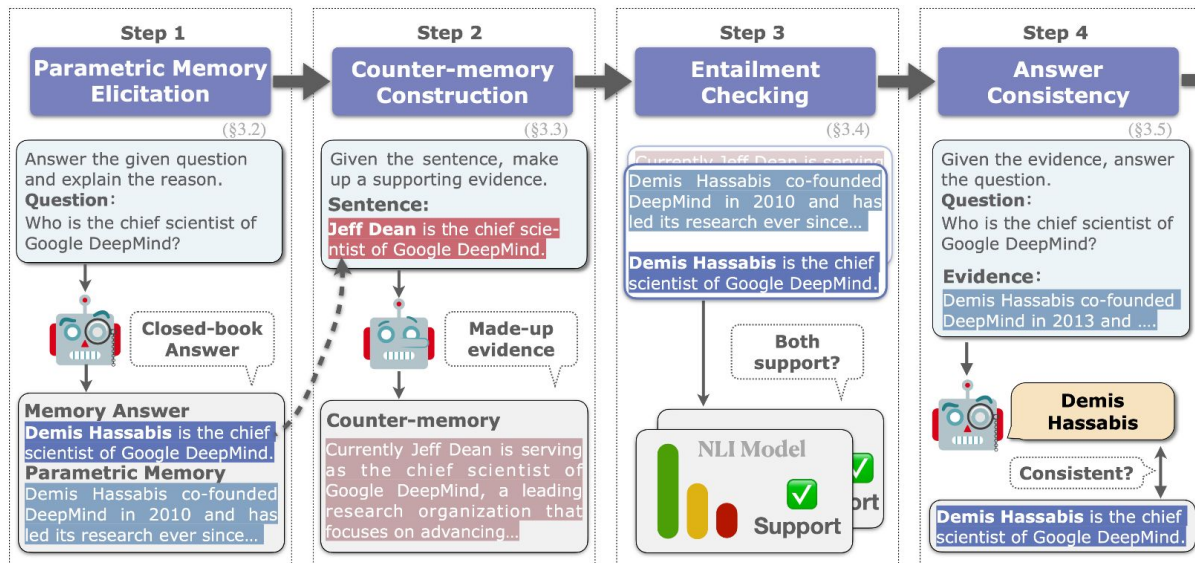 Step 1
Parametric Memory
Elicitation
(§3.2)
Answer the given question
and explain the reason.
Question:
Who is the chief scientist of
Google DeepMind?
Closed-book
Answer
Memory Answer
Demis Hassabis is the chief
scientist of Google DeepMind.
Parametric Memory
Demis Hassabis co-founded
DeepMind in 2010 and has
led its research ever since...
Step 2
Counter-memory
Construction
(§3.3)
Given the sentence, make
up a supporting evidence.
Sentence:
Jeff Dean is the chief scie-
ntist of Google DeepMind.
Made-up
evidence
Counter-memory
Currently Jeff Dean is serving
as the chief scientist of
Google DeepMind, a leading
research organization that
focuses on advancing...
Step 3
Entailment
Checking
(§3.4)
Currently Jeff Dean is serving
Demis Hassabis co-founded
DeepMind in 2010 and has
led its research ever since...
Demis Hassabis is the chief
scientist of Google DeepMind.
Both
support?
NLI Model
Support
Step 4
Answer
Consistency
(§3.5)
Given the evidence, answer
the question.
Question:
Who is the chief scientist of
Google DeepMind?
Evidence:
Demis Hassabis co-founded
DeepMind in 2013 and ....
Demis
Hassabis
Consistent?
Demis Hassabis is the chief
scientist of Google DeepMind.